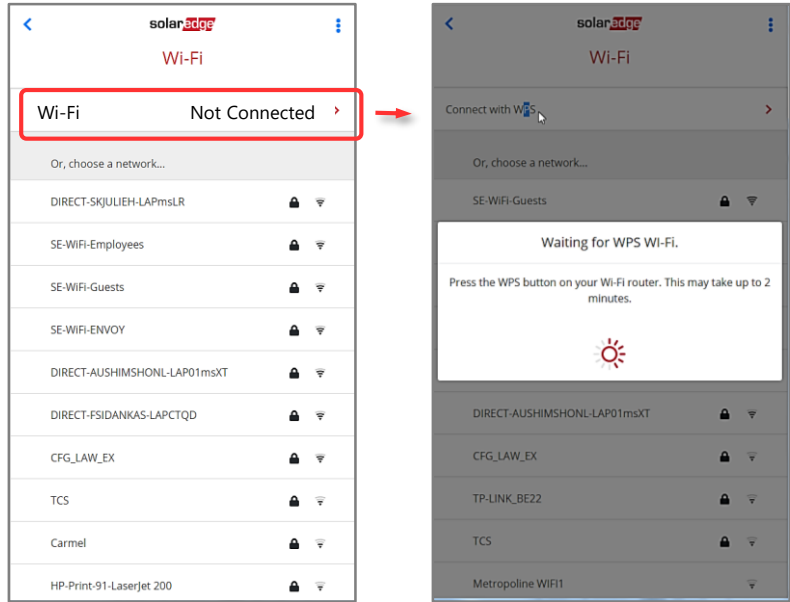 solaredge
Wi-Fi
Wi-Fi Not Connected
Or, choose a network...
DIRECT-SKJULIEH-LAPmsLR
SE-WiFi-Employees
SE-WiFi-Guests
SE-WiFi-ENVOY
DIRECT-AUSHIMSHONL-LAP01msXT
DIRECT-FSIDANKAS-LAPCTQD
CFG_LAW_EX
TCS
Carmel
HP-Print-91-LaserJet 200
solaredge
Wi-Fi
Connect with WPS
Or, choose a network...
SE-WiFi-Guests
Waiting for WPS WI-Fi.
Press the WPS button on your Wi-Fi router. This may take up to 2
minutes.
DIRECT-AUSHIMSHONL-LAP01msXT
CFG_LAW_EX
TP-LINK_BE22
TCS
Metropoline WIFI1